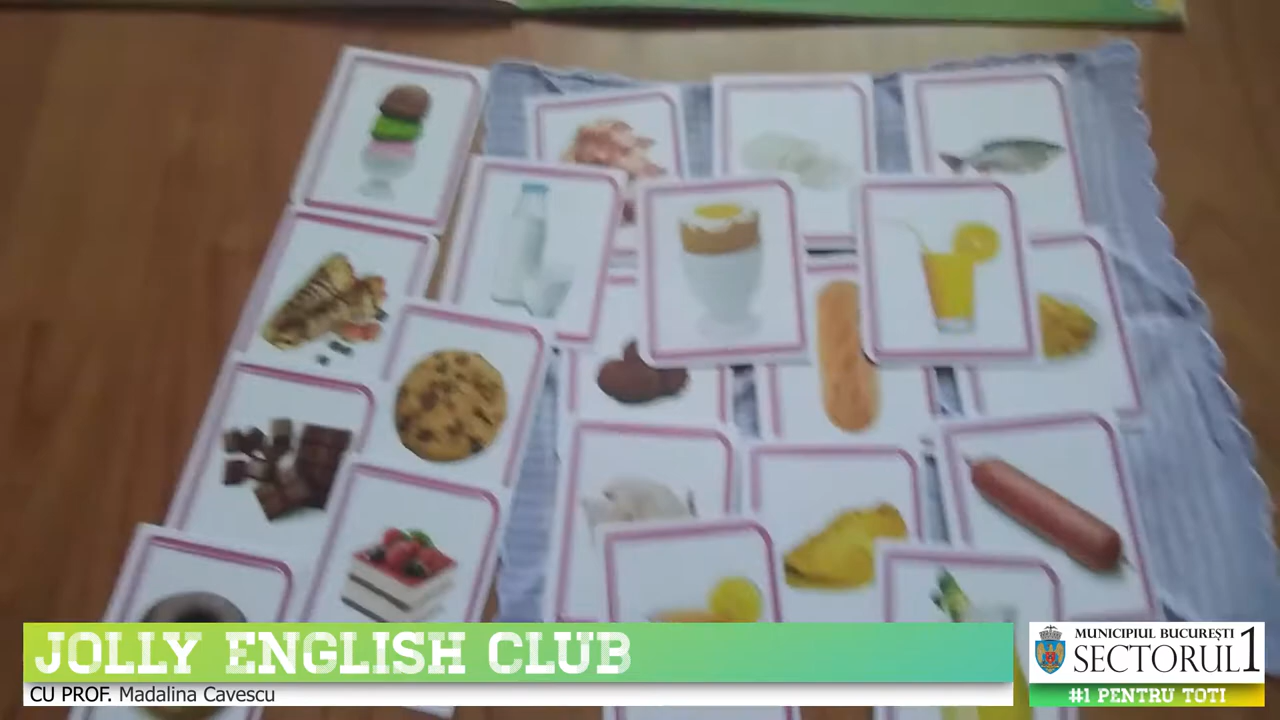 JOLLY ENGLISH CLUB
CU PROF. Madalina Cavescu
MUNICIPIUL BUCUREȘTI
SECTORUL 1
#1 PENTRU TOTI